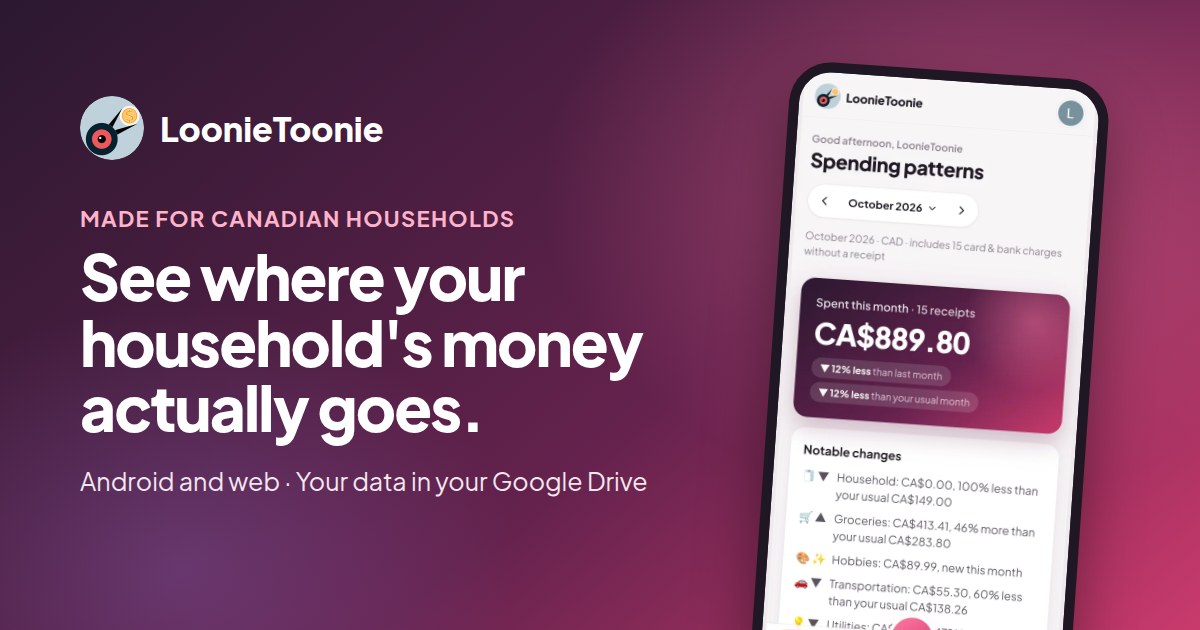 LoonieToonie
MADE FOR CANADIAN HOUSEHOLDS
See where your
household's money
actually goes.
Android and web · Your data in your Google Drive
LoonieToonie
L
Good afternoon, LoonieToonie
Spending patterns
October 2026
October 2026 · CAD · includes 15 card & bank charges
without a receipt
Spent this month · 15 receipts
CA$889.80
▼ 12% less than last month
▼ 12% less than your usual month
Notable changes
▼ Household: CA$0.00, 100% less than
your usual CA$149.00
▲ Groceries: CA$413.41, 46% more than
your usual CA$283.80
Hobbies: CA$89.99, new this month
▼ Transportation: CA$55.30, 60% less
than your usual CA$138.26
▼ Utilities: